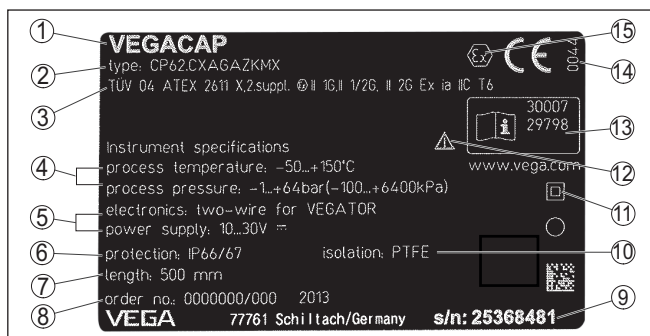 VEGACAP
type: CP62.CXAGAZKMX
TÜV 04 ATEX 2611 X,2.suppl. II 1G,II 1/2G, II 2G Ex ia IIC T6
Ex CE 0044
30007
29798
i
www.vega.com
Instrument specifications
process temperature: -50...+150°C
process pressure: -1...+64bar(-100...+6400kPa)
electronics: two-wire for VEGATOR
power supply: 10...30V
protection: IP66/67 isolation: PTFE
length: 500 mm
order no.: 0000000/000 2013
VEGA 77761 Schiltach/Germany s/n: 25368481
1
2
3
4
5
6
7
8
9
10
11
12
13
14
15